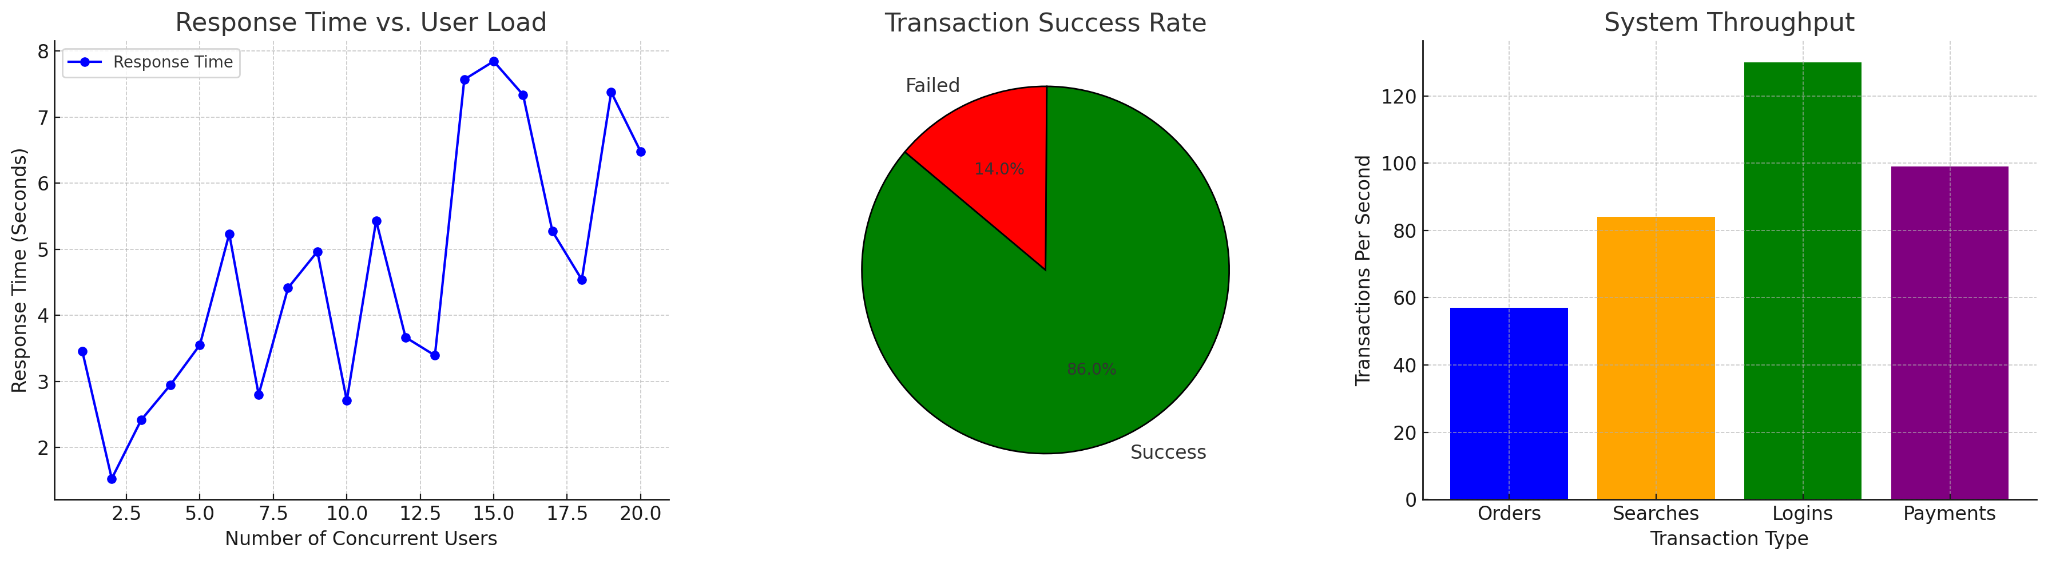 Response Time vs. User Load
Response Time
8
7
6
5
4
3
2
Response Time (Seconds)
2.5 5.0 7.5 10.0 12.5 15.0 17.5 20.0
Number of Concurrent Users
Transaction Success Rate
Failed
14.0%
86.0%
Success
System Throughput
120
100
80
60
40
20
0
Transactions Per Second
Orders Searches Logins Payments
Transaction Type